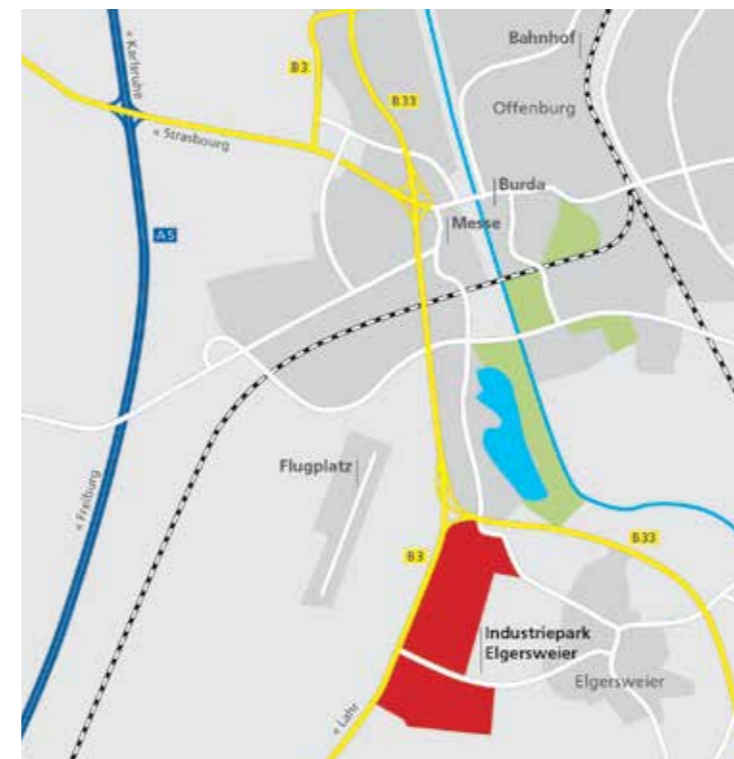 « Karlsruhe
Bahnhof
B3
B33
Offenburg
« Strasbourg
Burda
Messe
A5
Flugplatz
« Freiburg
B33
B3
Industriepark
Elgersweier
Elgersweier
« Lahr